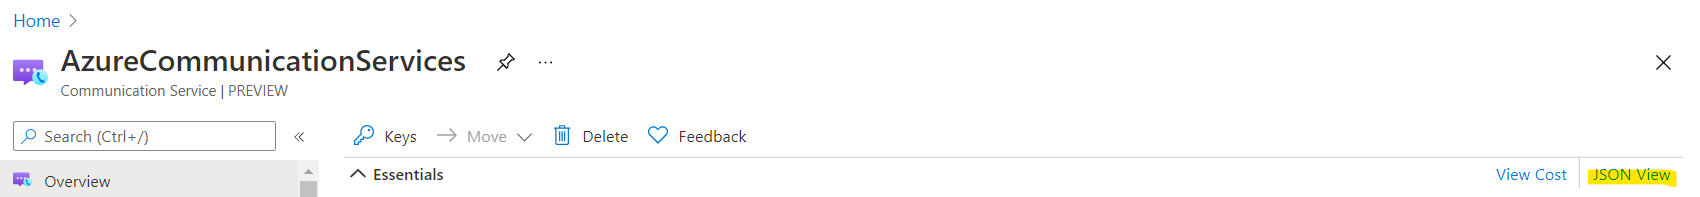 Home
AzureCommunicationServices
Communication Service | PREVIEW
Search (Ctrl+/)
Keys
Move
Delete
Feedback
Overview
Essentials
View Cost
JSON View